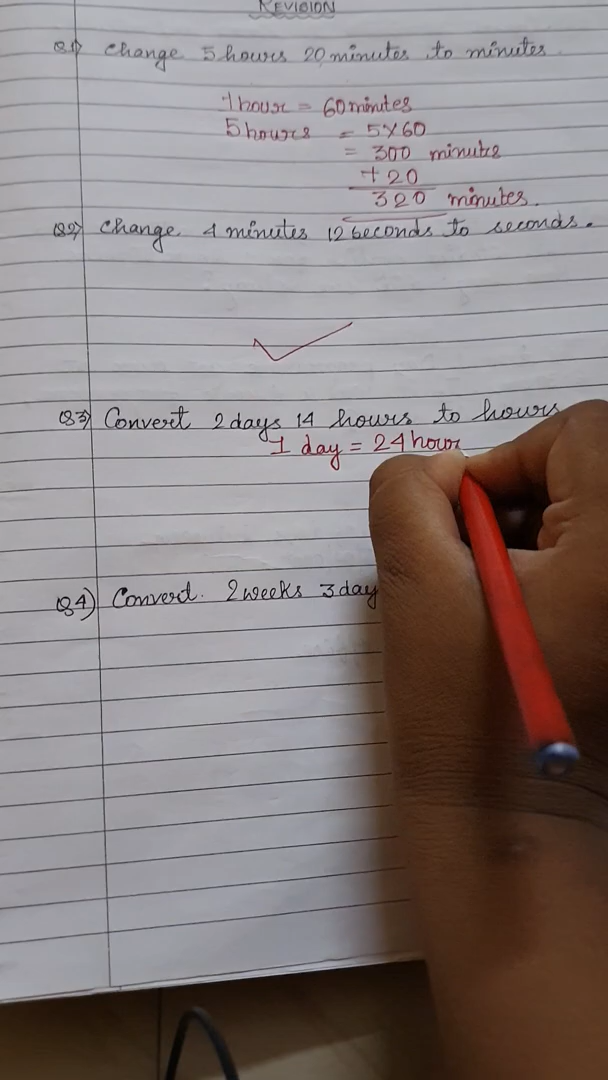 REVISION
Q1) Change 5 hours 20 minutes to minutes.
1 hour = 60 minutes
5 hours = 5 X 60
= 300 minutes
+ 20
320 minutes.
Q2) Change 4 minutes 12 seconds to seconds.
Q3) Convert 2 days 14 hours to hours
1 day = 24 hour
Q4) Convert. 2 weeks 3 day